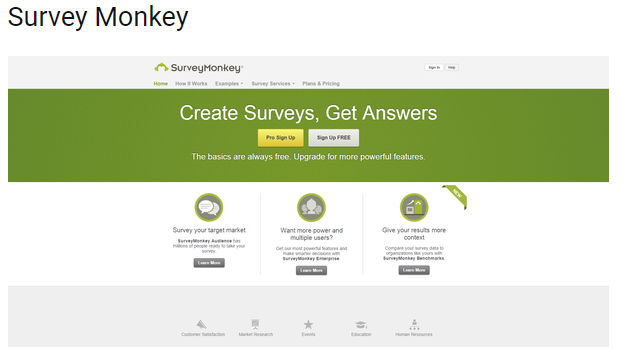 Survey Monkey
SurveyMonkey
Sign In Help
Home How It Works Examples Survey Services Plans & Pricing
Create Surveys, Get Answers
Pro Sign Up Sign Up FREE
The basics are always free. Upgrade for more powerful features.
NEW
Survey your target market
SurveyMonkey Audience has
millions of people ready to take your
survey.
Learn More
Want more power and
multiple users?
Get our most powerful features and
make smarter decisions with
SurveyMonkey Enterprise
Learn More
Give your results more
context
Compare your survey data to
organizations like yours with
SurveyMonkey Benchmarks.
Learn More
Customer Satisfaction Market Research Events Education Human Resources